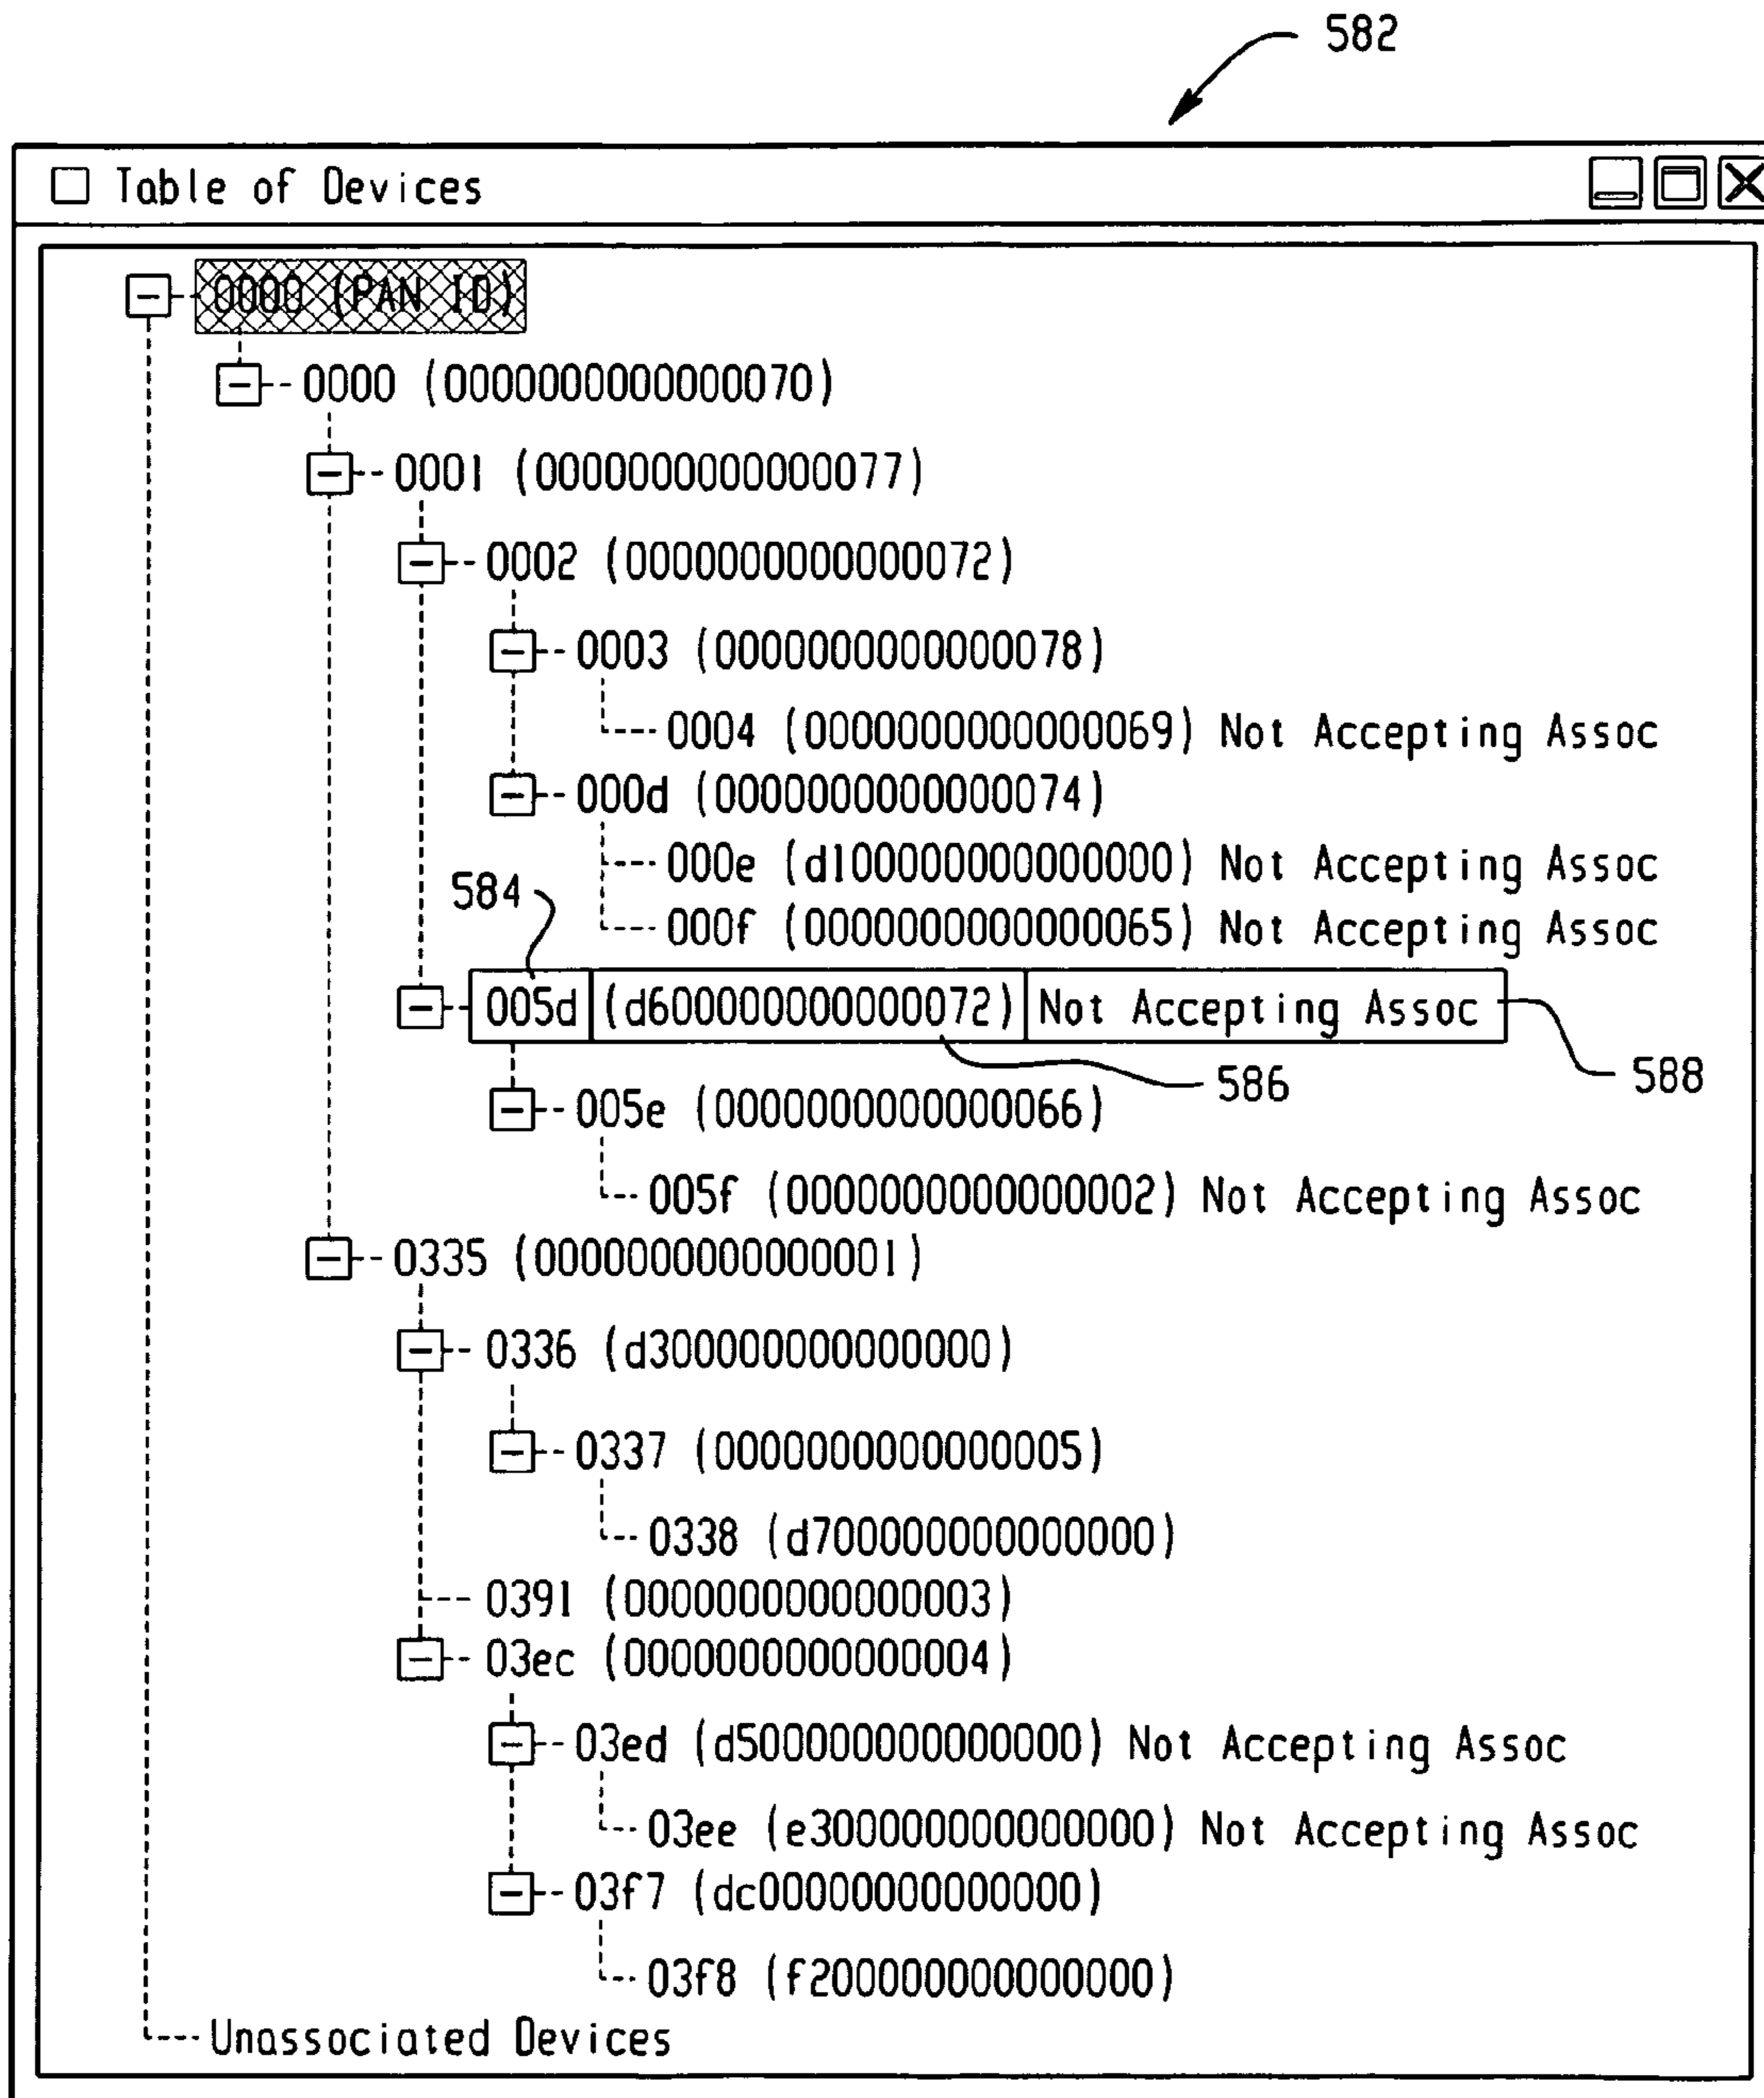 582
Table of Devices
0000 (PAN ID)
0000 (0000000000000070)
0001 (0000000000000077)
0002 (0000000000000072)
0003 (0000000000000078)
0004 (0000000000000069) Not Accepting Assoc
000d (0000000000000074)
000e (d100000000000000) Not Accepting Assoc
584
000f (0000000000000065) Not Accepting Assoc
005d (d600000000000072) Not Accepting Assoc
586
588
005e (0000000000000066)
005f (0000000000000002) Not Accepting Assoc
0335 (0000000000000001)
0336 (d300000000000000)
0337 (0000000000000005)
0338 (d700000000000000)
0391 (0000000000000003)
03ec (0000000000000004)
03ed (d500000000000000) Not Accepting Assoc
03ee (e300000000000000) Not Accepting Assoc
03f7 (dc00000000000000)
03f8 (f200000000000000)
Unassociated Devices